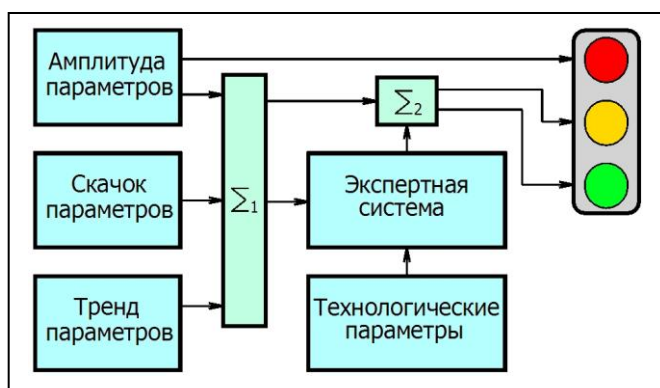 Амплитуда
параметров
Скачок
параметров
Тренд
параметров
∑1
∑2
Экспертная
система
Технологические
параметры